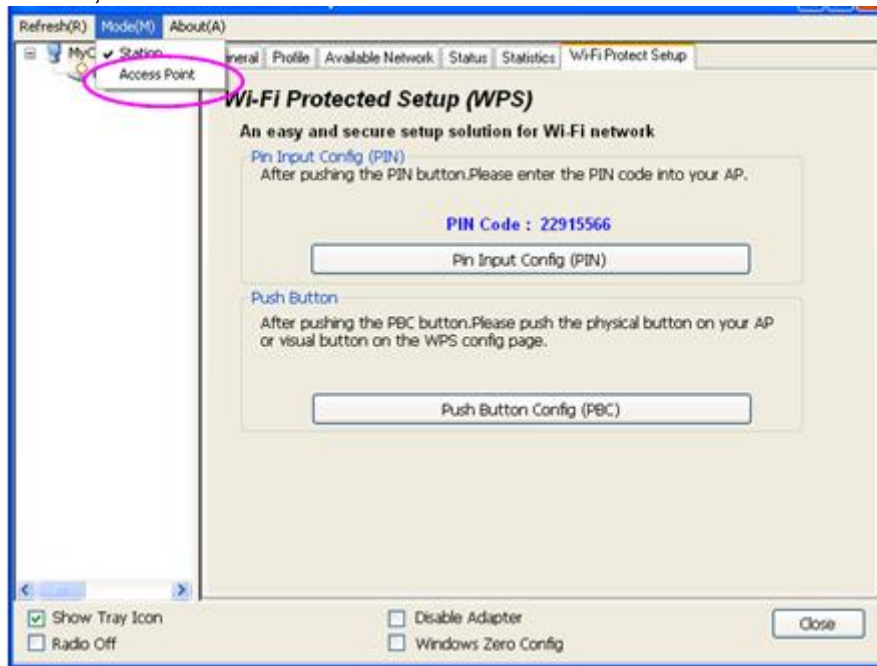 Refresh(R) Mode(M) About(A)
Station
Access Point
neral Profile Available Network Status Statistics Wi-Fi Protect Setup
Wi-Fi Protected Setup (WPS)
An easy and secure setup solution for Wi-Fi network
Pin Input Config (PIN)
After pushing the PIN button.Please enter the PIN code into your AP.
PIN Code : 22915566
Pin Input Config (PIN)
Push Button
After pushing the PBC button.Please push the physical button on your AP
or visual button on the WPS config page.
Push Button Config (PBC)
Show Tray Icon
Disable Adapter
Close
Radio Off
Windows Zero Config